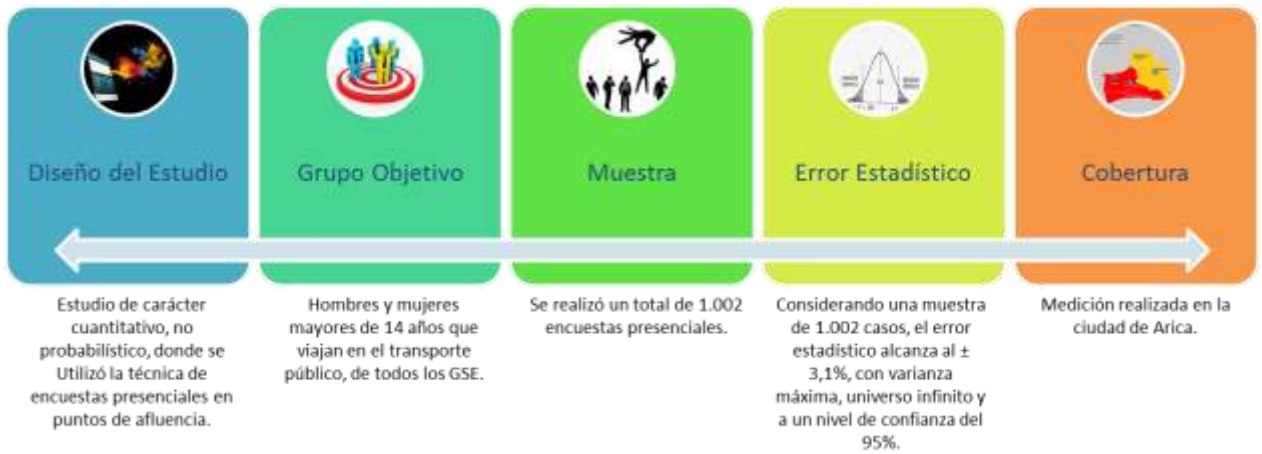 Diseño del Estudio
Estudio de carácter
cuantitativo, no
probabilístico, donde se
Utilizó la técnica de
encuestas presenciales en
puntos de afluencia.
Grupo Objetivo
Hombres y mujeres
mayores de 14 años que
viajan en el transporte
público, de todos los GSE.
Muestra
Se realizó un total de 1.002
encuestas presenciales.
Error Estadístico
Considerando una muestra
de 1.002 casos, el error
estadístico alcanza al ±
3,1%, con varianza
máxima, universo infinito y
a un nivel de confianza del
95%.
Cobertura
Medición realizada en la
ciudad de Arica.